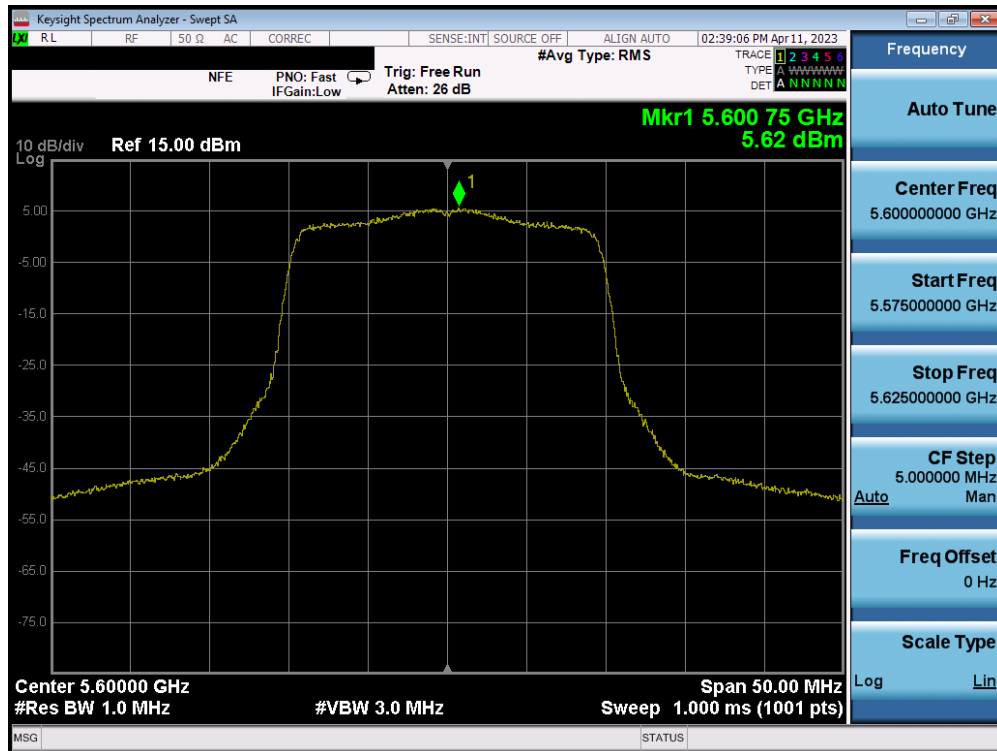 Keysight Spectrum Analyzer - Swept SA
LXI RL RF 50 Ω AC CORREC SENSE:INT SOURCE OFF ALIGN AUTO 02:39:06 PM Apr 11, 2023
NFE PNO: Fast IFGain:Low
Trig: Free Run
Atten: 26 dB
#Avg Type: RMS
TRACE 1 2 3 4 5 6
TYPE A WWWWW
DET A N N N N N
Mkr1 5.600 75 GHz
5.62 dBm
10 dB/div Ref 15.00 dBm
Log
1
5.00
-5.00
-15.0
-25.0
-35.0
-45.0
-55.0
-65.0
-75.0
Center 5.60000 GHz Span 50.00 MHz
#Res BW 1.0 MHz #VBW 3.0 MHz Sweep 1.000 ms (1001 pts)
MSG STATUS
Frequency
Auto Tune
Center Freq
5.600000000 GHz
Start Freq
5.575000000 GHz
Stop Freq
5.625000000 GHz
CF Step
5.000000 MHz
Auto Man
Freq Offset
0 Hz
Scale Type
Log Lin